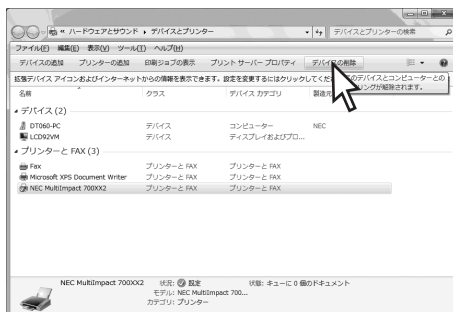 « ハードウェアとサウンド ▸ デバイスとプリンター
デバイスとプリンターの検索
ファイル(F) 編集(E) 表示(V) ツール(T) ヘルプ(H)
デバイスの追加 プリンターの追加 印刷ジョブの表示 プリント サーバー プロパティ デバイスの削除
拡張デバイス アイコンおよびインターネットからの情報を表示できます。設定を変更するにはクリックしてくだ
のデバイスとコンピューターとの
リングが解除されます。
名前 クラス デバイス カテゴリ 製造元
デバイス (2)
DT060-PC デバイス コンピューター NEC
LCD92VM デバイス ディスプレイおよびプロ...
プリンターと FAX (3)
Fax プリンターと FAX プリンターと FAX
Microsoft XPS Document Writer プリンターと FAX プリンターと FAX
NEC MultiImpact 700XX2 プリンターと FAX プリンターと FAX
NEC MultiImpact 700XX2 状況: 既定 状態: キューに 0 個のドキュメント
モデル: NEC MultiImpact 700...
カテゴリ: プリンター